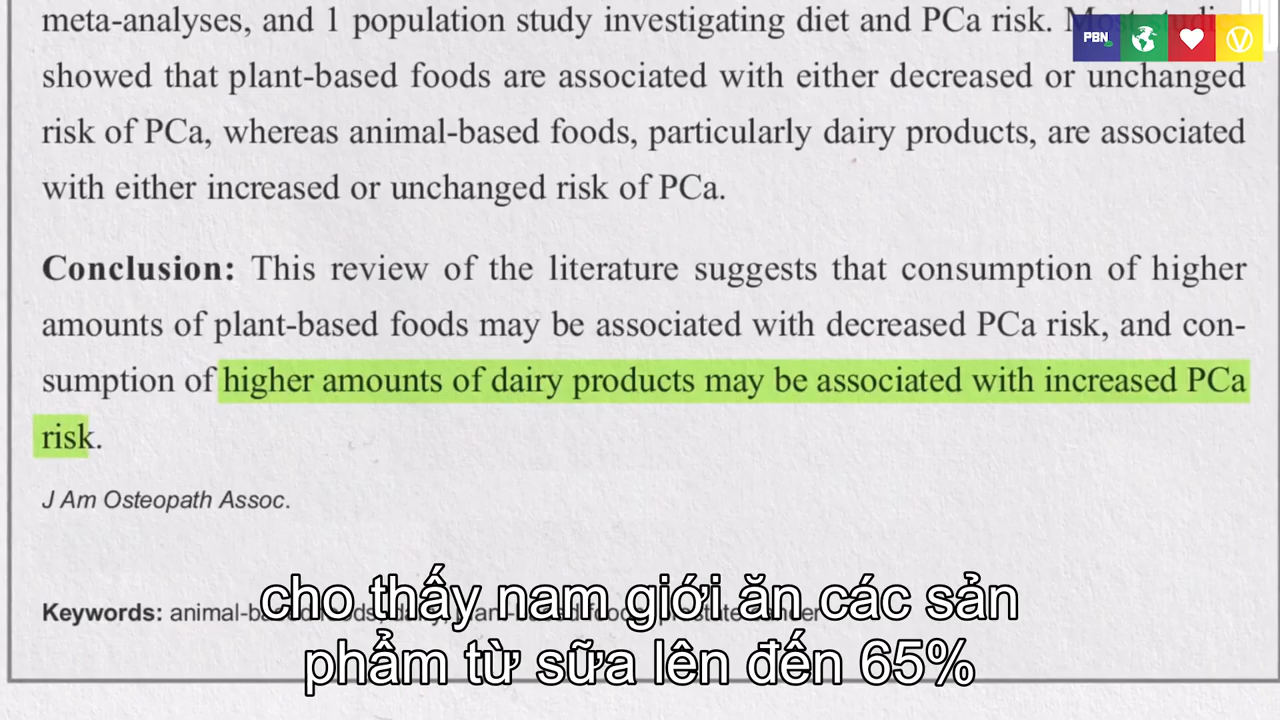 meta-analyses, and 1 population study investigating diet and PCa risk.
PBN
showed that plant-based foods are associated with either decreased or unchanged
risk of PCa, whereas animal-based foods, particularly dairy products, are associated
with either increased or unchanged risk of PCa.
Conclusion: This review of the literature suggests that consumption of higher
amounts of plant-based foods may be associated with decreased PCa risk, and con-
sumption of higher amounts of dairy products may be associated with increased PCa
risk.
J Am Osteopath Assoc.
Keywords:
cho thấy nam giới ăn các sản
phẩm từ sữa lên đến 65%